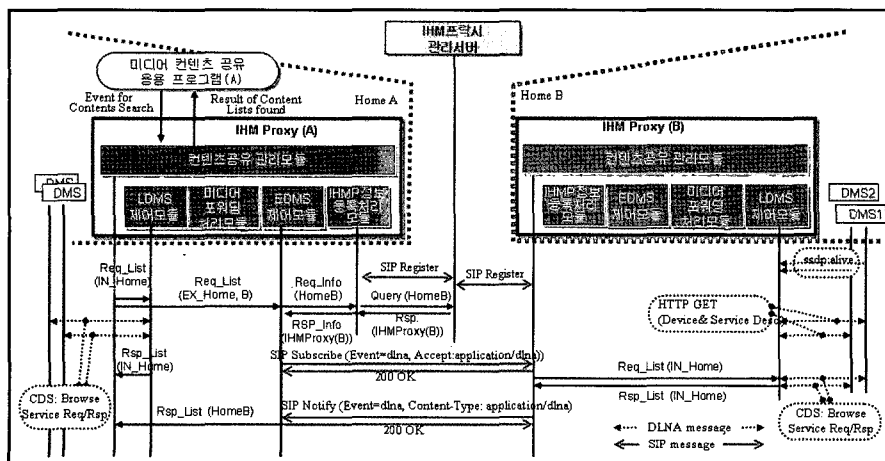 IHM프락시
관리서버
미디어 컨텐츠 공유
응용 프로그램(A)
Event for
Contents Search
Result of Content
Lists found
Home A
Home B
IHM Proxy (A)
IHM Proxy (B)
컨텐츠공유 관리모듈
컨텐츠공유 관리모듈
DMS
DMS
LDMS
제어모듈
미디어
포워딩
관리모듈
EDMS
제어모듈
IHMP정보
등록처리
모듈
IHMP정보
등록처리
모듈
EDMS
제어모듈
미디어
포워딩
관리모듈
LDMS
제어모듈
DMS2
DMS1
ssdp:alive
SIP Register
SIP Register
Req_List
(IN_Home)
Req_List
(EX_Home, B)
Req_Info
(HomeB)
Query (HomeB)
RSP_Info
(IHMProxy(B))
Rsp.
(IHMProxy(B))
HTTP GET
(Device& Service Desc
Rsp_List
(IN_Home)
SIP Subscribe (Event=dlna, Accept:application/dlna))
200 OK
Req_List (IN_Home)
Rsp_List (IN_Home)
CDS: Browse
Service Req/Rsp
CDS: Browse
Service Req/Rsp
Rsp_List (HomeB)
SIP Notify (Event=dlna, Content-Type: application/dlna)
200 OK
DLNA message
SIP message